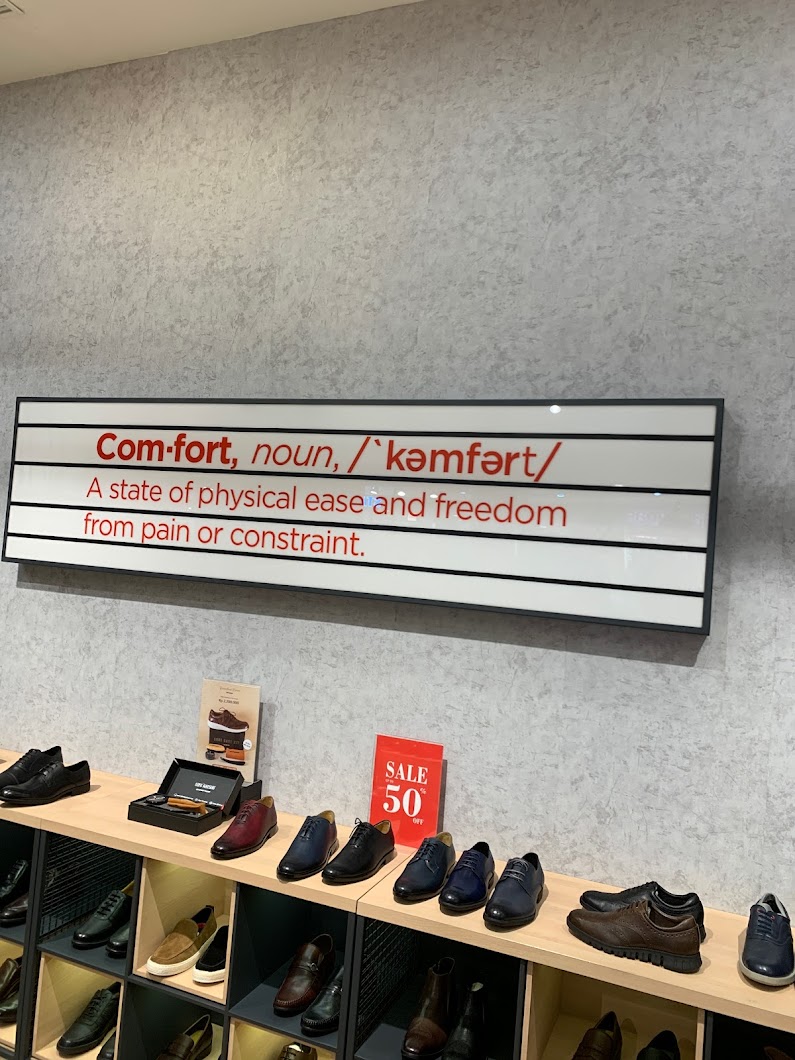 Com·fort, noun, /`kəmfərt/
A state of physical ease and freedom
from pain or constraint.
SALE
50%
OFF